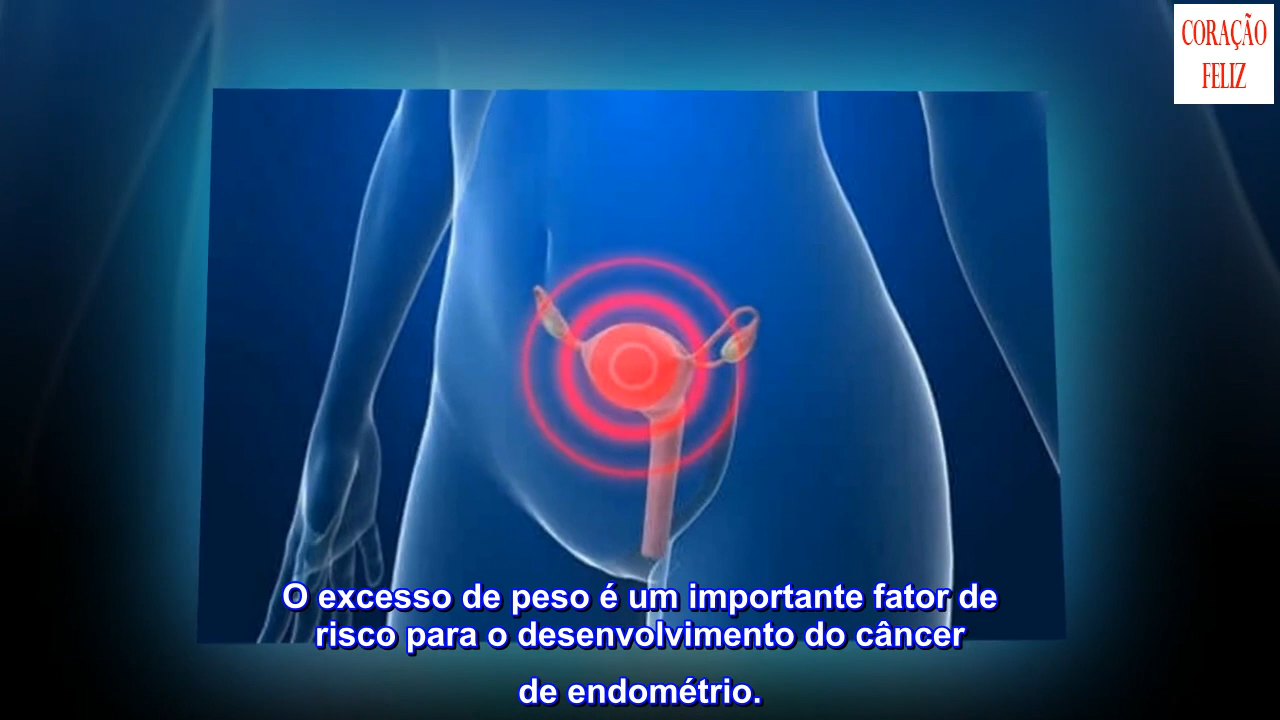 CORAÇÃO
FELIZ
O excesso de peso é um importante fator de
risco para o desenvolvimento do câncer
de endométrio.